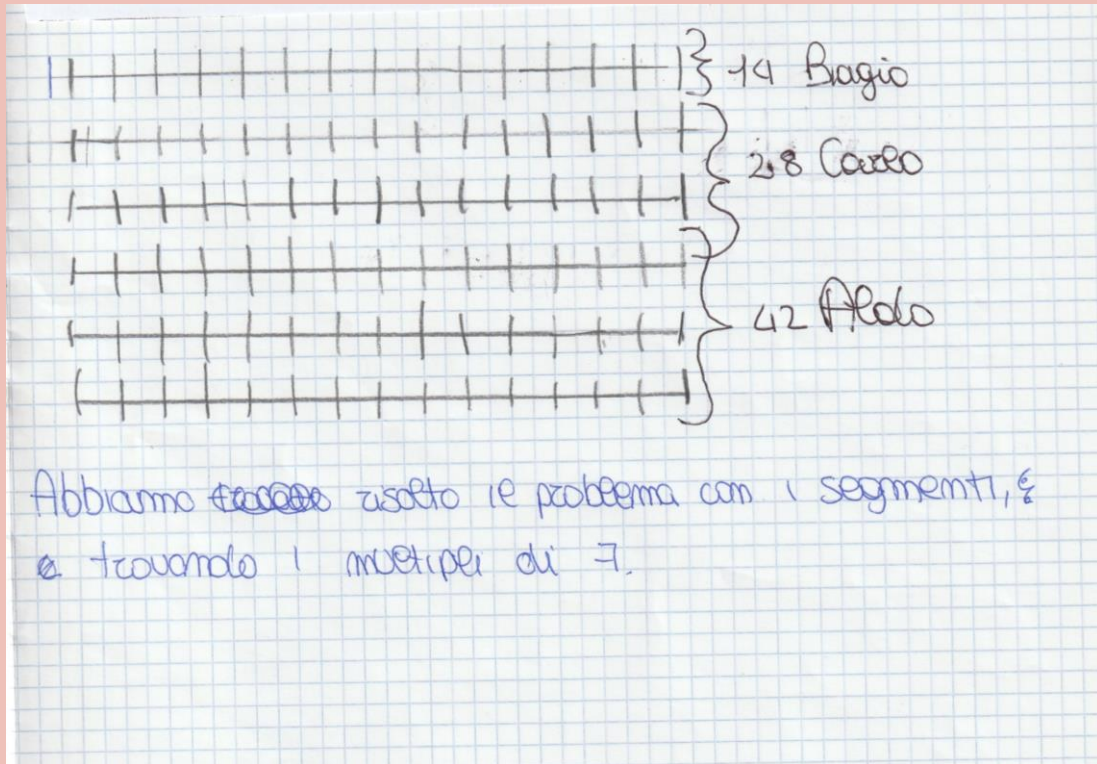 14 Biagio
28 Carlo
42 Aldo
Abbiamo risolto il problema con i segmenti, e
trovando i multipli di 7.